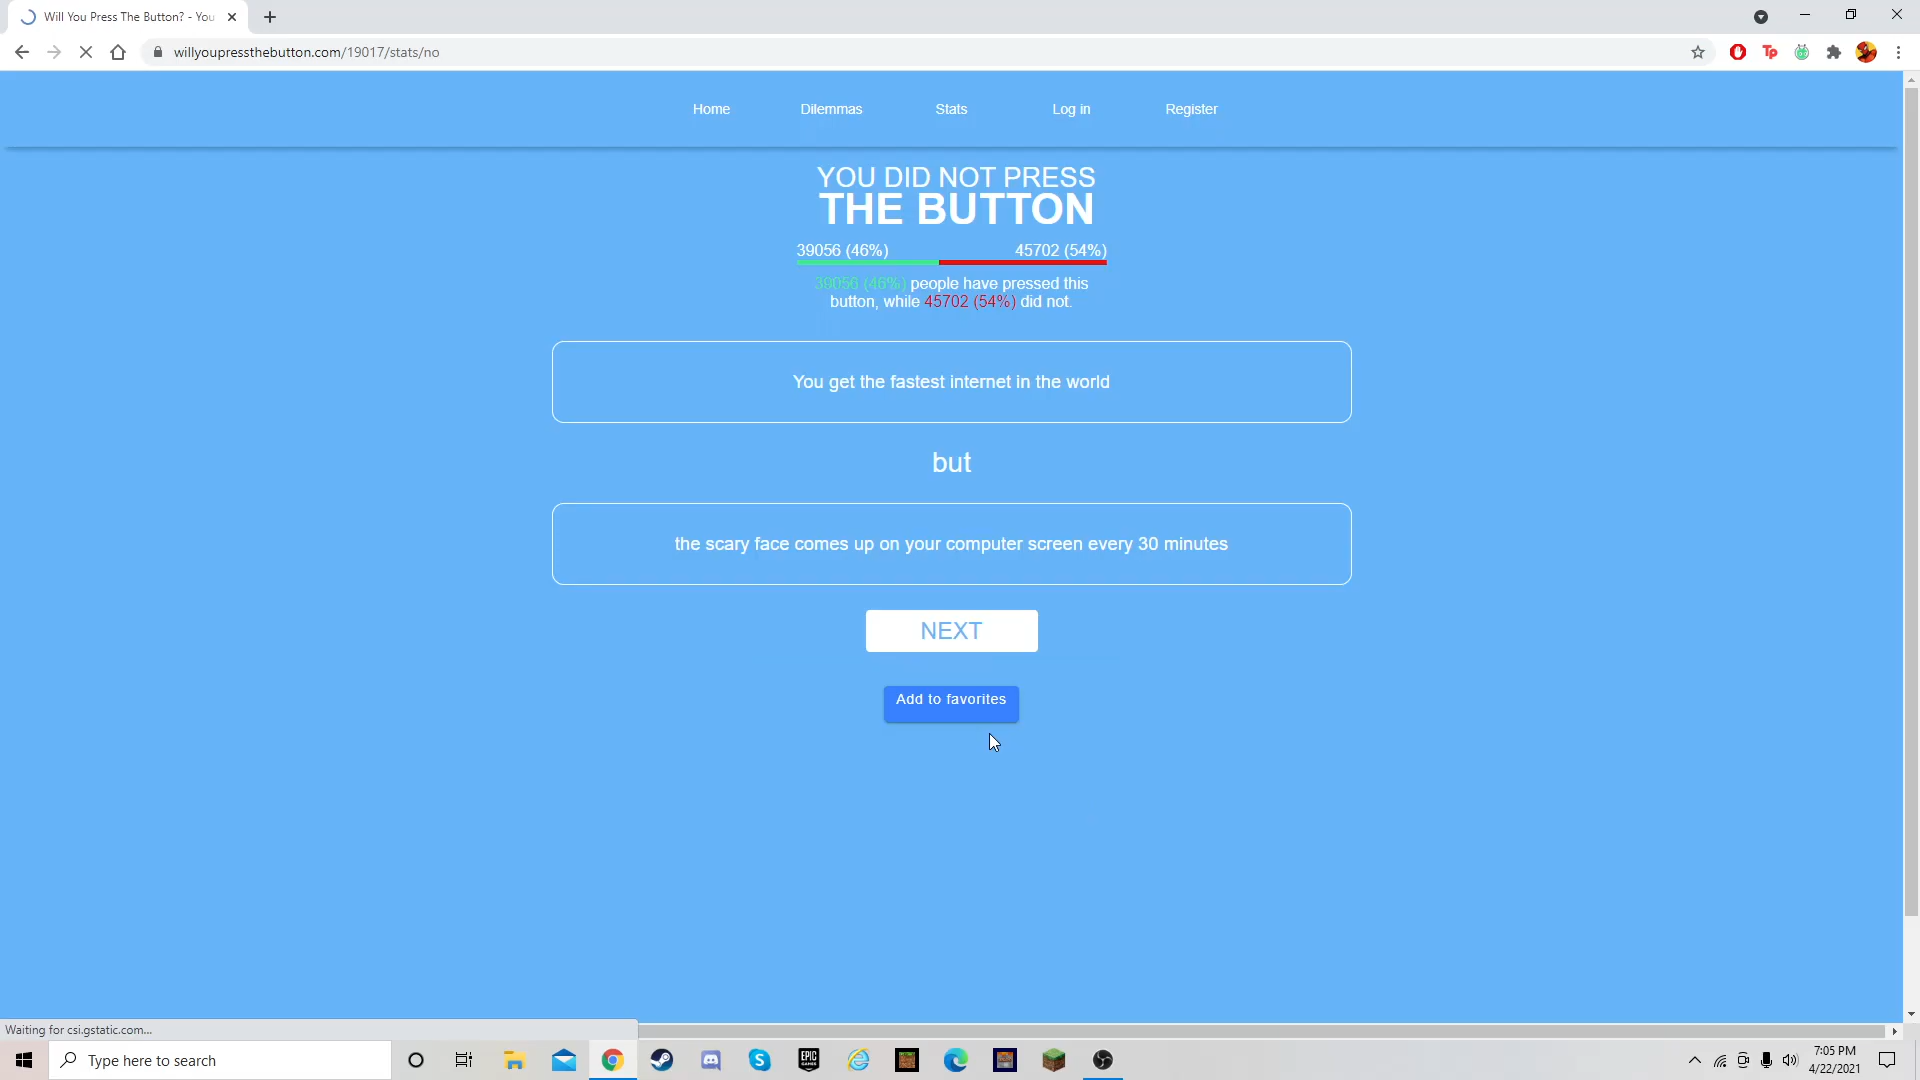 Will You Press The Button? - You
willyoupressthebutton.com/19017/stats/no
Tp
Home
Dilemmas
Stats
Log in
Register
YOU DID NOT PRESS
THE BUTTON
39056 (46%)
45702 (54%)
39056 (46%) people have pressed this
button, while 45702 (54%) did not.
You get the fastest internet in the world
but
the scary face comes up on your computer screen every 30 minutes
NEXT
Add to favorites
Waiting for csi.gstatic.com...
Type here to search
EPIC
GAMES
7:05 PM
4/22/2021